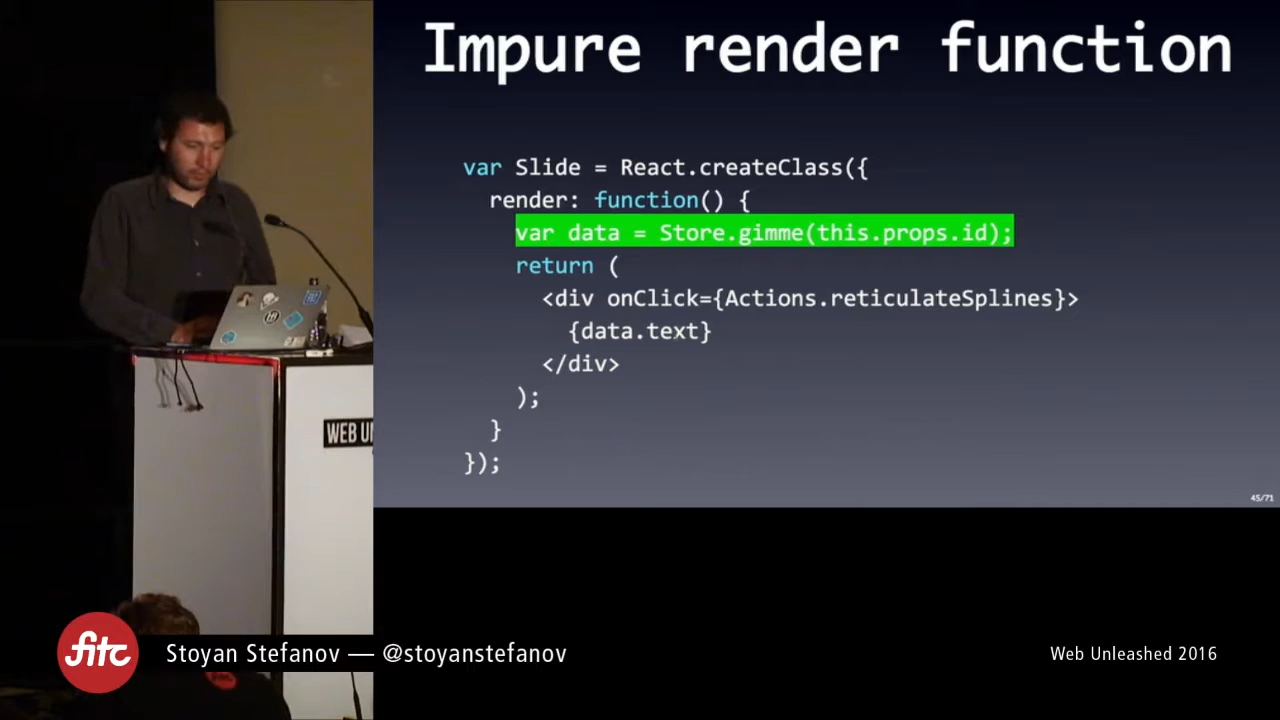 Impure render function
var Slide = React.createClass({
render: function() {
var data = Store.gimme(this.props.id);
return (
<div onClick={Actions.reticulateSplines}>
{data.text}
</div>
);
}
});
45/71
WEB U
fitc
Stoyan Stefanov — @stoyanstefanov
Web Unleashed 2016